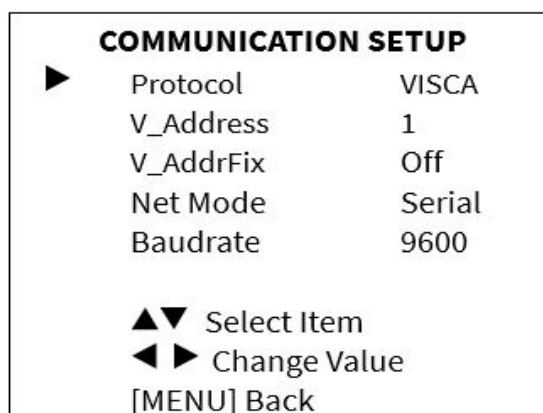 COMMUNICATION SETUP
▶ Protocol VISCA
V_Address 1
V_AddrFix Off
Net Mode Serial
Baudrate 9600
▲▼ Select Item
◀ ▶ Change Value
[MENU] Back